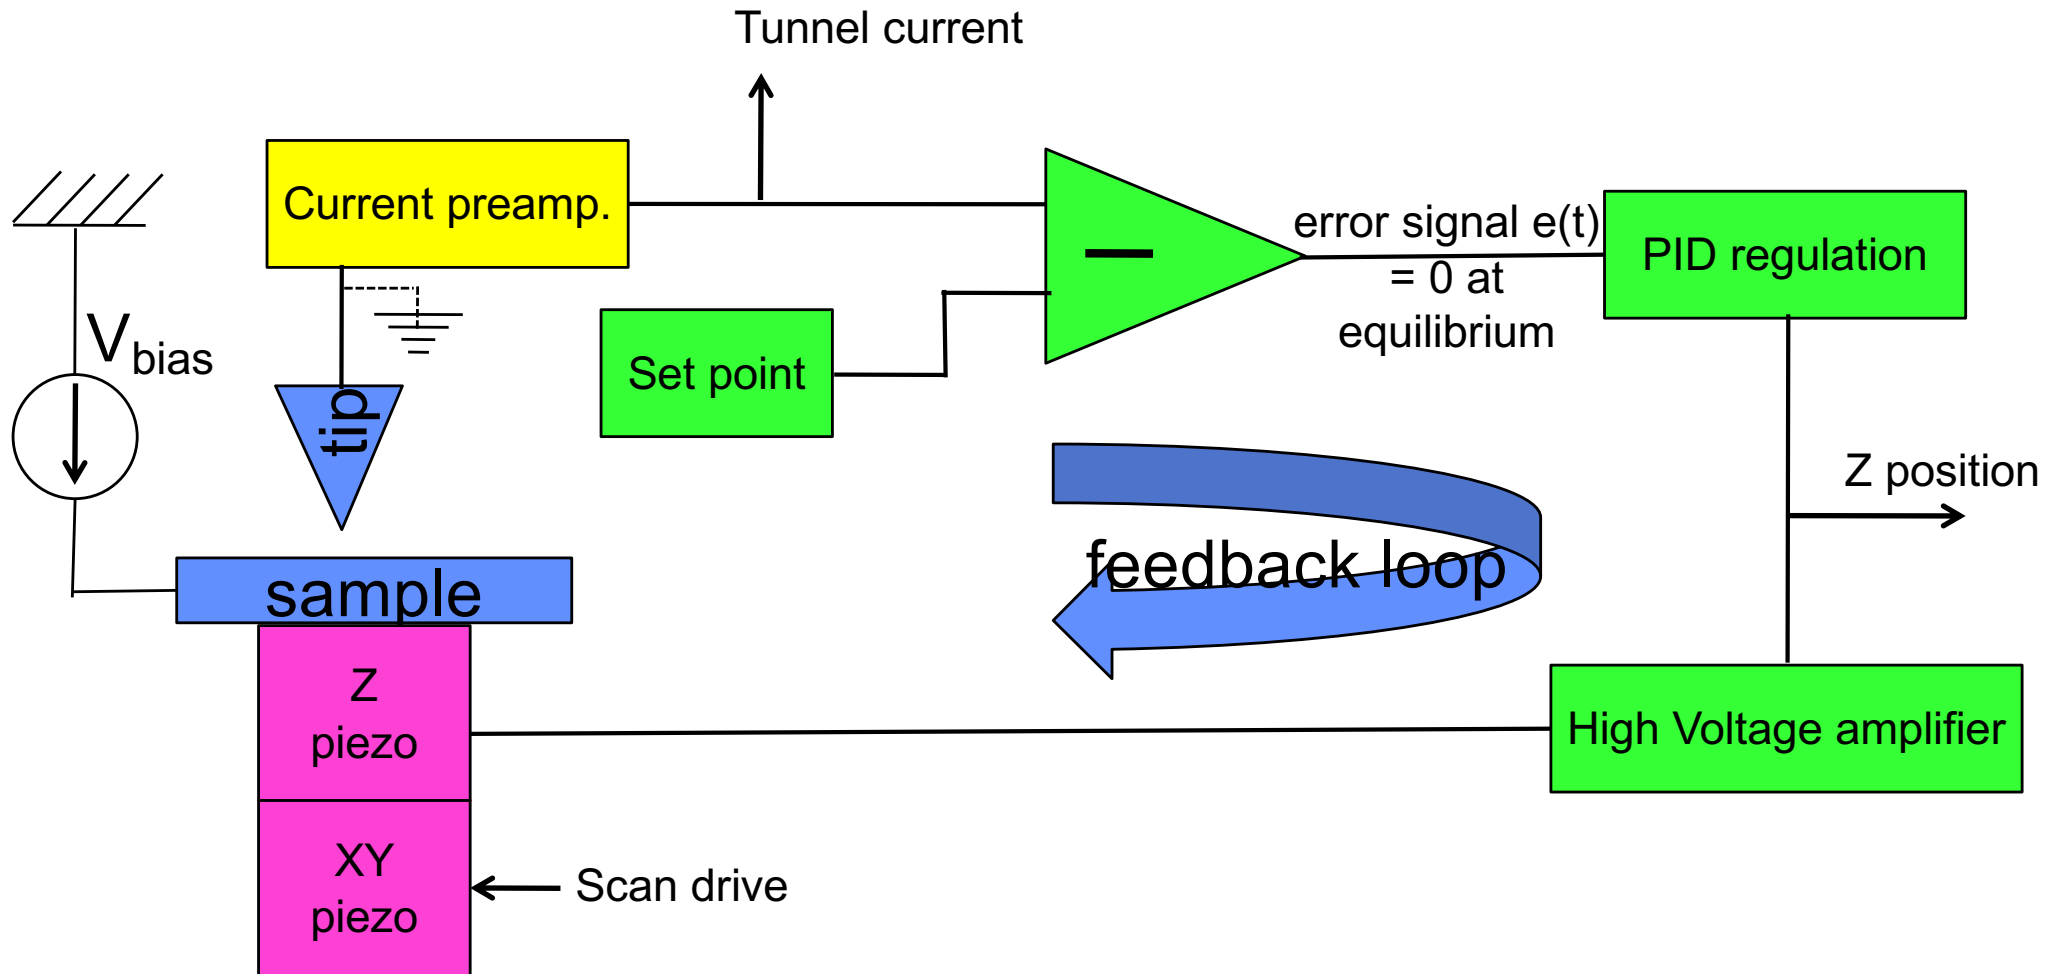 Tunnel current
Current preamp.
error signal e(t)
= 0 at
equilibrium
PID regulation
V bias
Set point
tip
Z position
feedback loop
sample
Z
piezo
High Voltage amplifier
XY
piezo
Scan drive